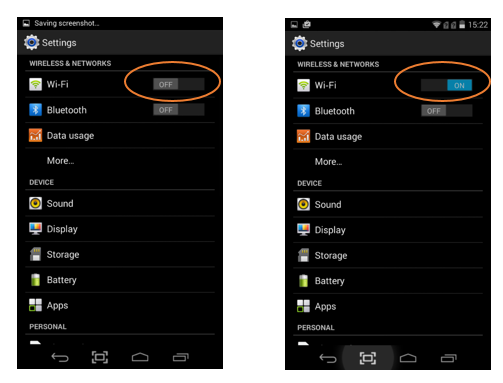 Saving screenshot...
Settings
WIRELESS & NETWORKS
Wi-Fi OFF
Bluetooth OFF
Data usage
More...
DEVICE
Sound
Display
Storage
Battery
Apps
PERSONAL
15:22
Settings
WIRELESS & NETWORKS
Wi-Fi ON
Bluetooth OFF
Data usage
More...
DEVICE
Sound
Display
Storage
Battery
Apps
PERSONAL